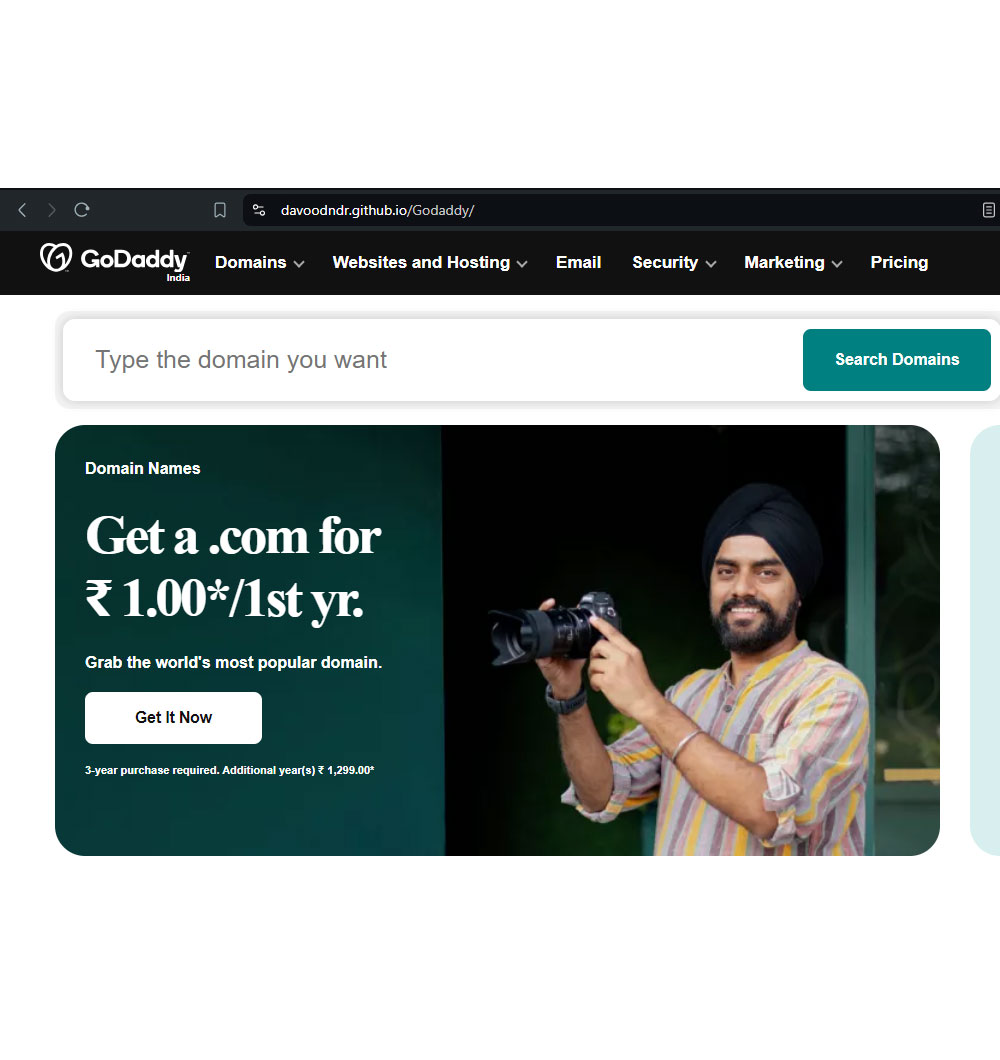 davoodndr.github.io/Godaddy/
GoDaddy
India
Domains
Websites and Hosting
Email
Security
Marketing
Pricing
Type the domain you want
Search Domains
Domain Names
Get a .com for
₹ 1.00*/1st yr.
Grab the world's most popular domain.
Get It Now
3-year purchase required. Additional year(s) ₹ 1,299.00*